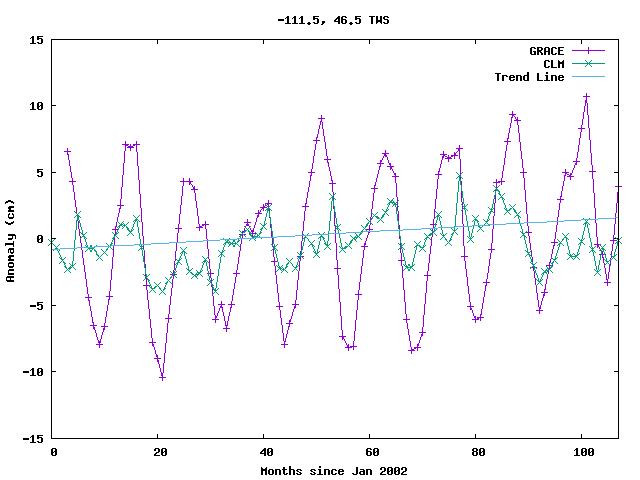 -111.5, 46.5 TWS
GRACE
CLM
Trend Line
15
10
5
0
-5
-10
-15
Anomaly (cm)
0 20 40 60 80 100
Months since Jan 2002